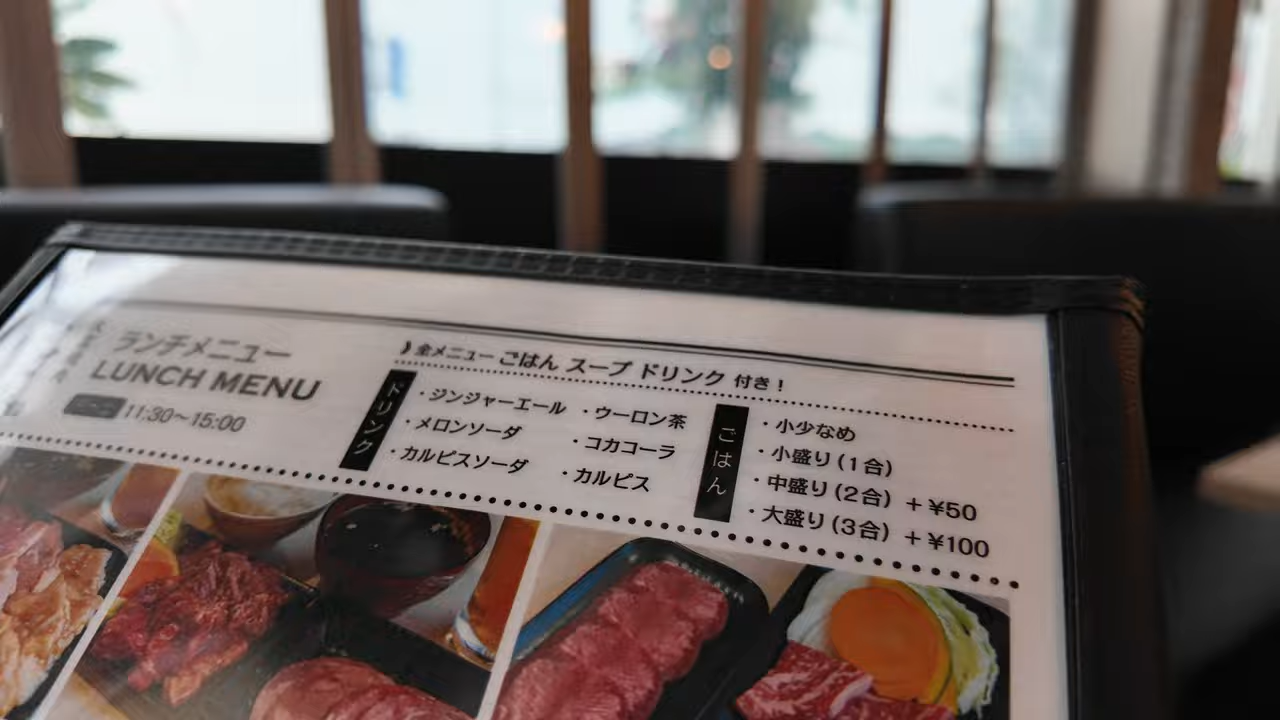 ランチメニュー
LUNCH MENU
11:30〜15:00
全メニュー ごはん スープ ドリンク 付き！
ドリンク
・ジンジャーエール ・ウーロン茶
・メロンソーダ ・コカコーラ
・カルピスソーダ ・カルピス
ごはん
・小少なめ
・小盛り(1合)
・中盛り(2合) +¥50
・大盛り(3合) +¥100